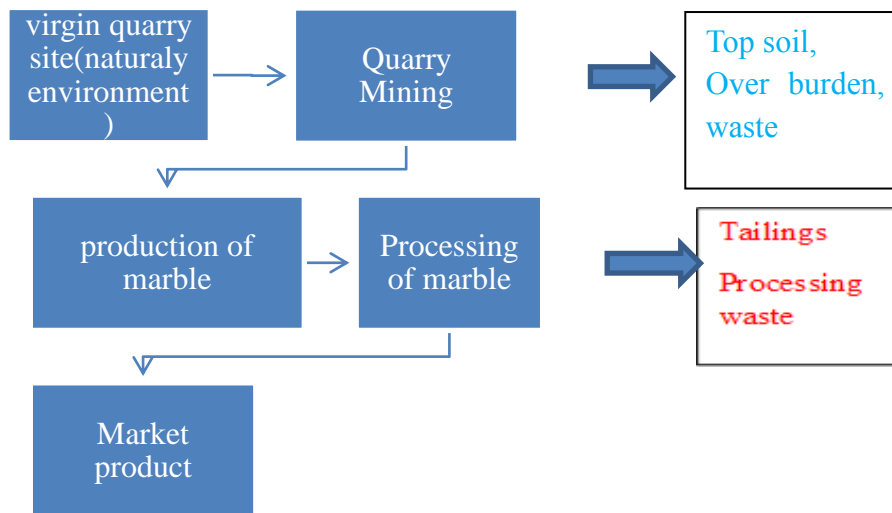 virgin quarry
site(naturaly
environment
)
Quarry
Mining
Top soil,
Over burden,
waste
production of
marble
Processing
of marble
Tailings
Processing
waste
Market
product